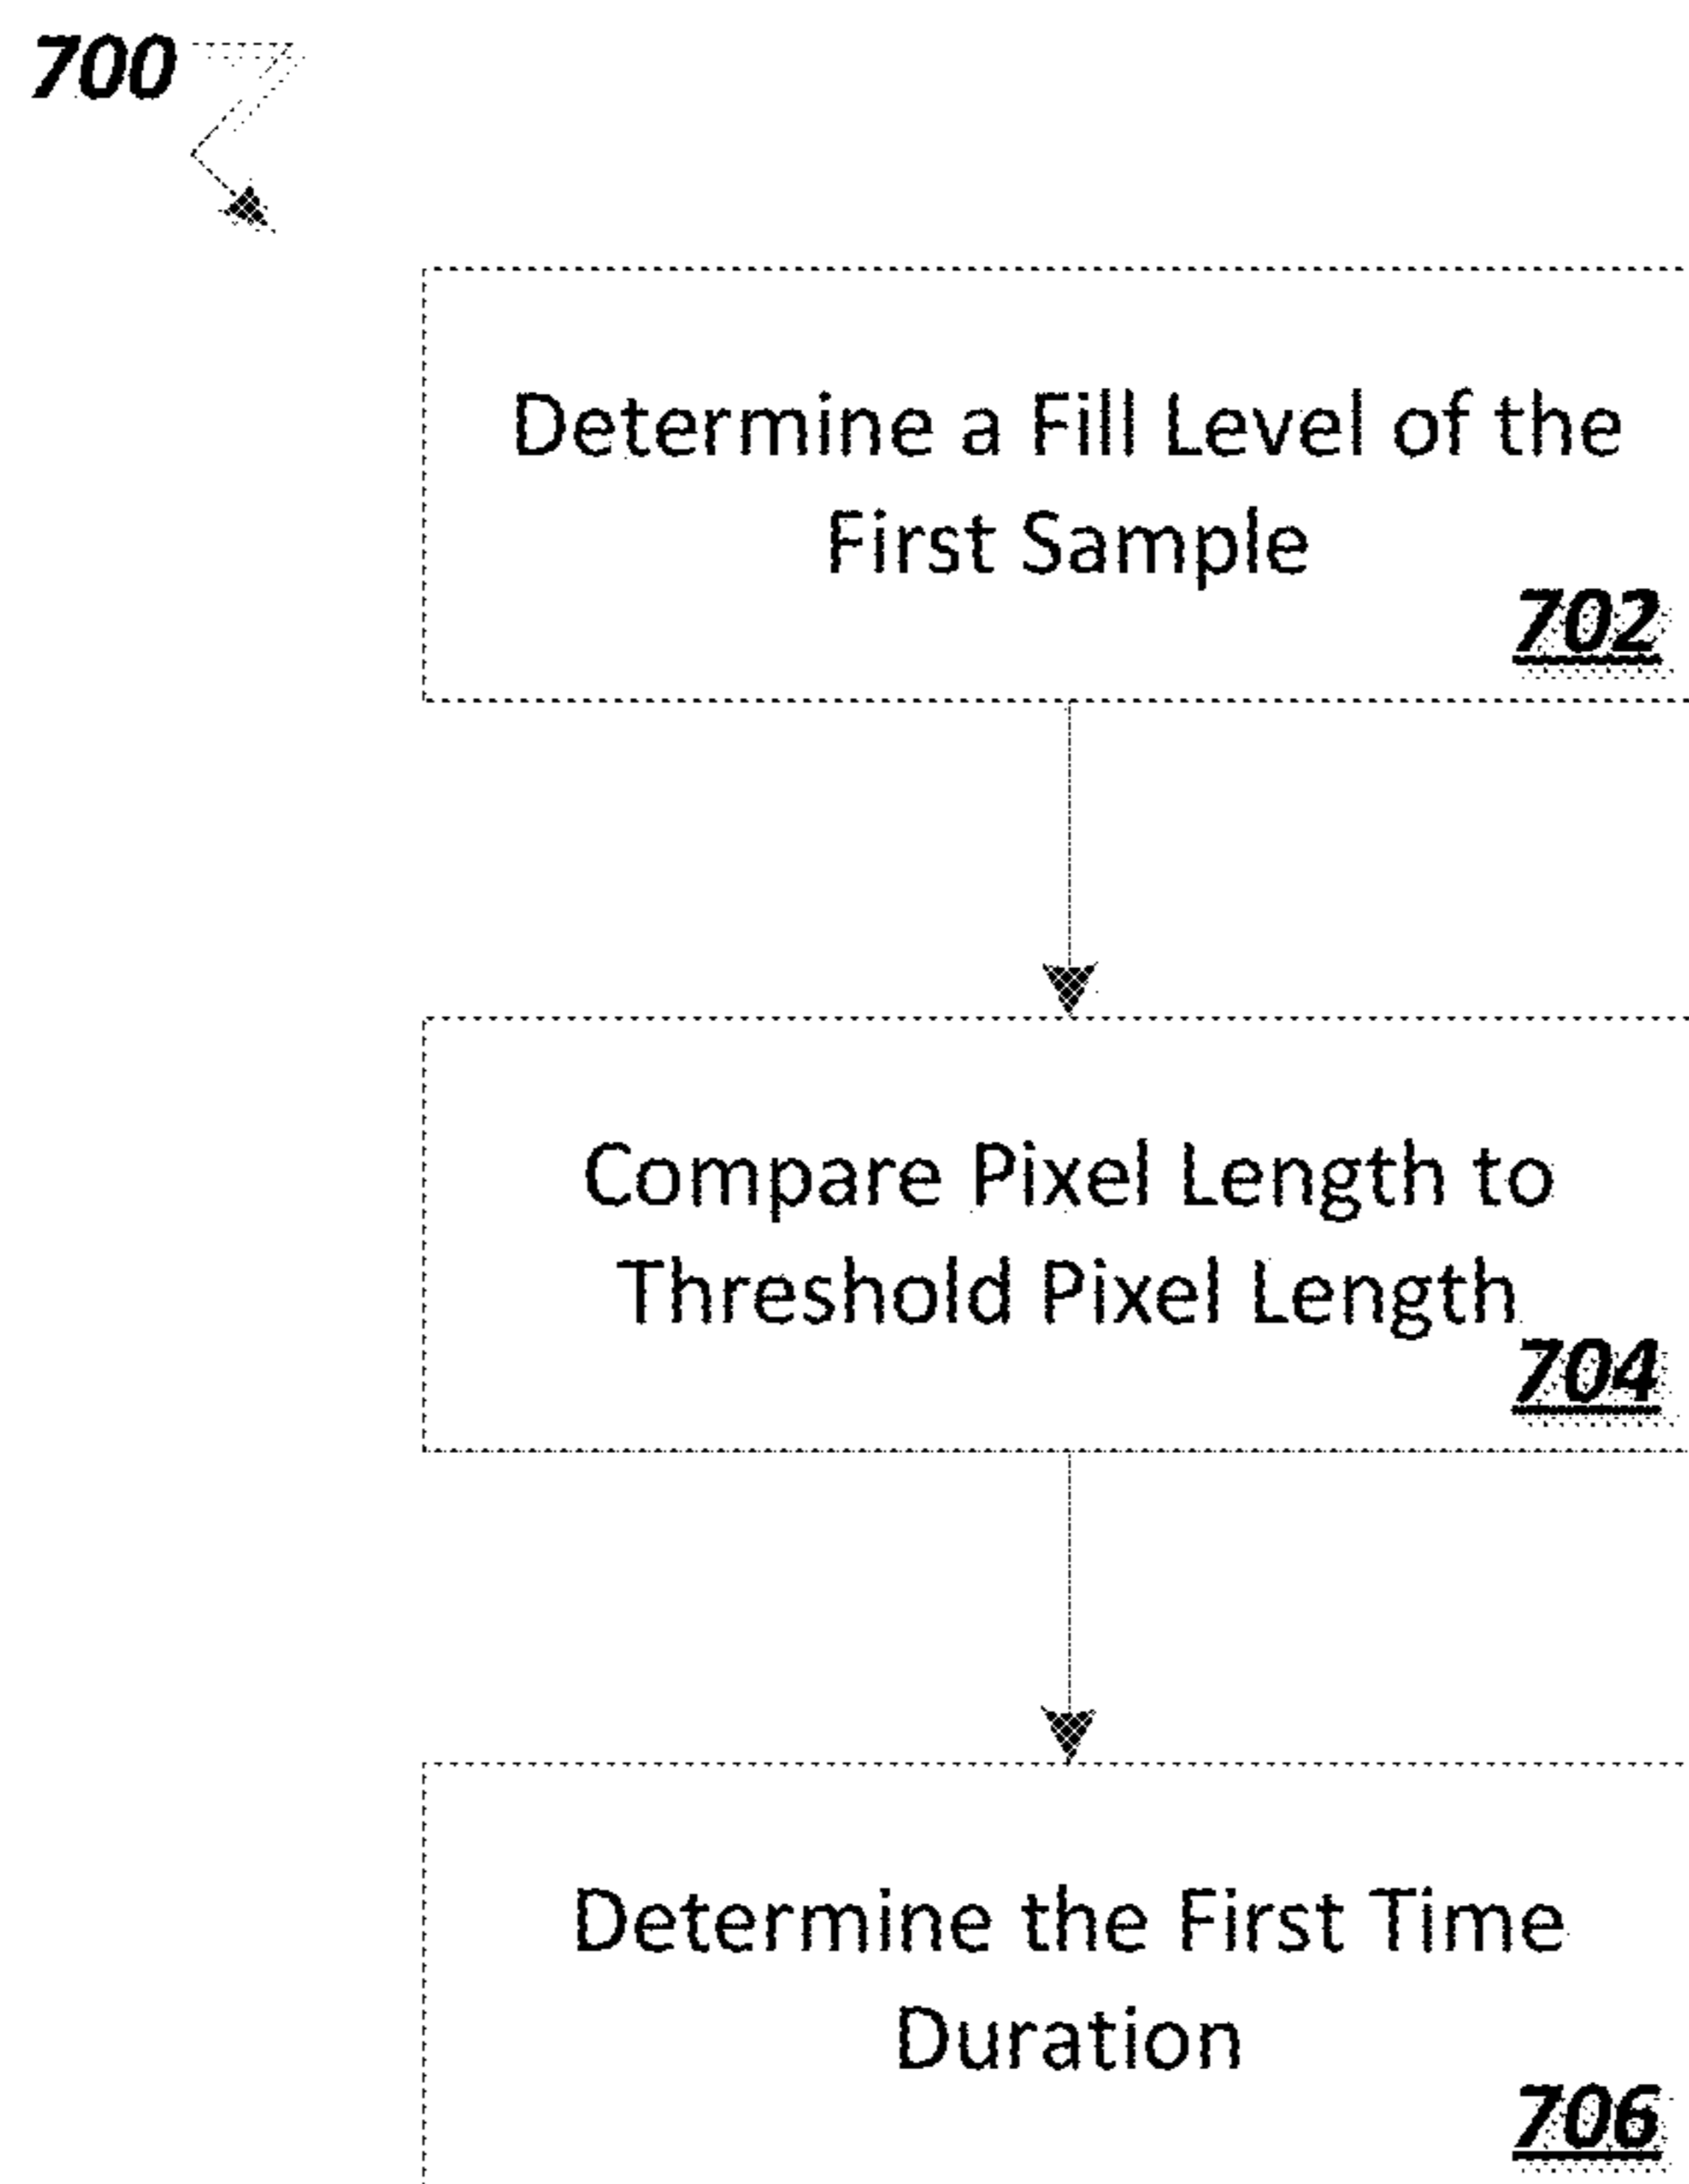 700
Determine a Fill Level of the
First Sample
702
Compare Pixel Length to
Threshold Pixel Length
704
Determine the First Time
Duration
706